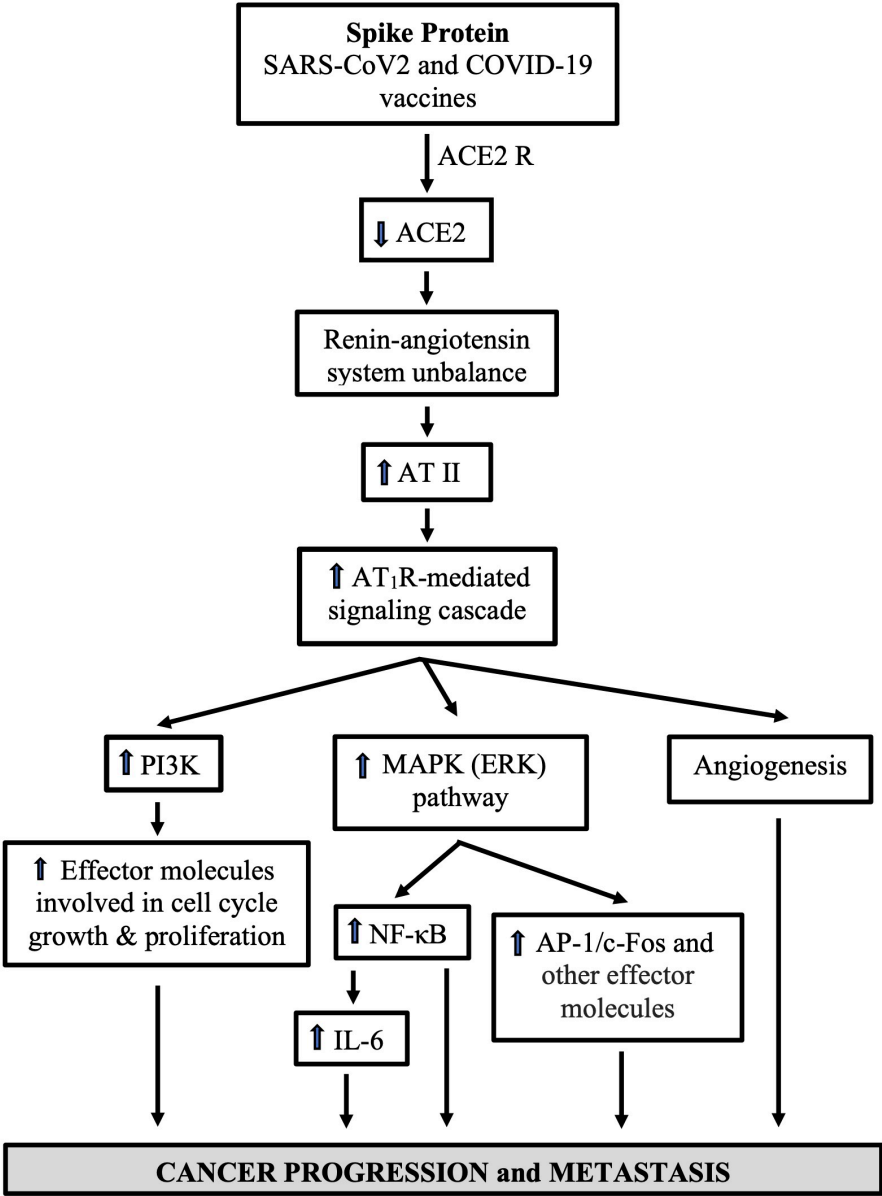 Spike Protein
SARS-CoV2 and COVID-19
vaccines
ACE2 R
⇓ ACE2
Renin-angiotensin
system unbalance
⇑ AT II
⇑ AT₁R-mediated
signaling cascade
⇑ PI3K
⇑ MAPK (ERK)
pathway
Angiogenesis
⇑ Effector molecules
involved in cell cycle
growth & proliferation
⇑ NF-κB
⇑ AP-1/c-Fos and
other effector
molecules
⇑ IL-6
CANCER PROGRESSION and METASTASIS